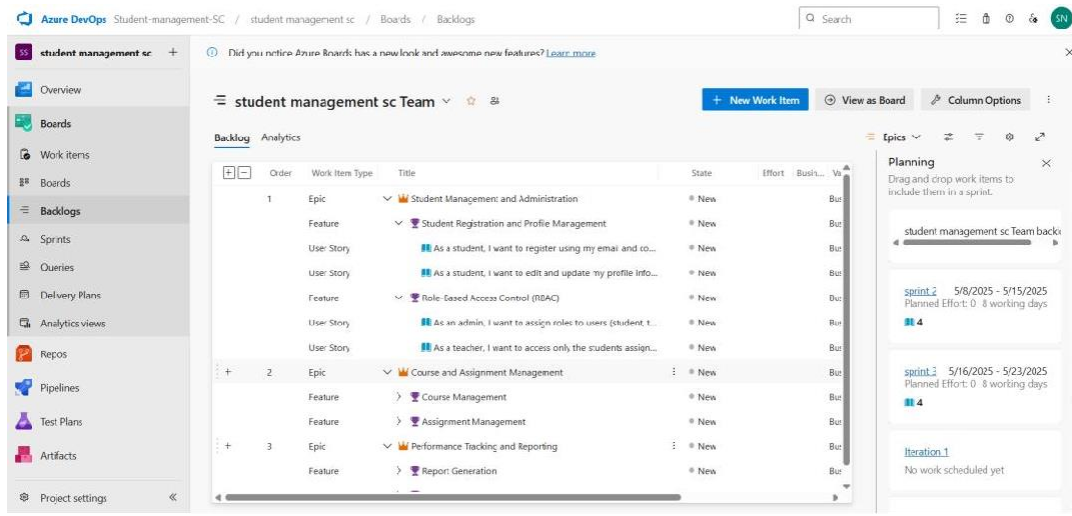 Azure DevOps Student-management-SC / student management sc / Boards / Backlogs
Search
SN
SS student management sc +
Did you notice Azure Boards has a new look and awesome new features? Learn more
Overview
Boards
Work items
Boards
Backlogs
Sprints
Queries
Delivery Plans
Analytics views
Repos
Pipelines
Test Plans
Artifacts
Project settings
student management sc Team
+ New Work Item
View as Board
Column Options
Backlog Analytics
Epics
Order Work Item Type Title State Effort Busin... Va
1 Epic Student Management and Administration New Bus
Feature Student Registration and Profile Management New Bus
User Story As a student, I want to register using my email and co... New Bus
User Story As a student, I want to edit and update my profile info... New Bus
Feature Role-Based Access Control (RBAC) New Bus
User Story As an admin, I want to assign roles to users (student, t... New Bus
User Story As a teacher, I want to access only the students assign... New Bus
+ 2 Epic Course and Assignment Management New Bus
Feature Course Management New Bus
Feature Assignment Management New Bus
+ 3 Epic Performance Tracking and Reporting New Bus
Feature Report Generation New Bus
Planning
Drag and drop work items to
include them in a sprint.
student management sc Team back
sprint 2 5/8/2025 - 5/15/2025
Planned Effort: 0 8 working days
4
sprint 3 5/16/2025 - 5/23/2025
Planned Effort: 0 8 working days
4
Iteration 1
No work scheduled yet